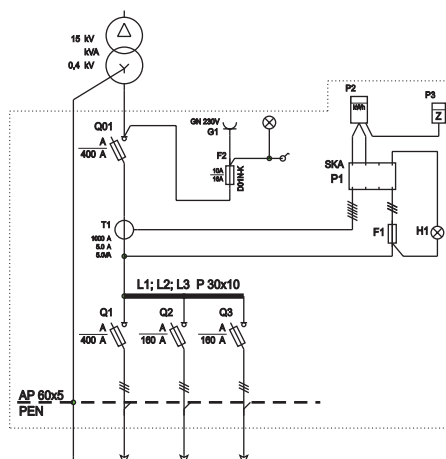 15 kV
kVA
0,4 kV
P2
kWh
P3
Z
Q01
A
400 A
GN 230V
G1
F2
10A
16A
D01N-K
SKA
P1
T1
1000 A
5.0 A
5.0VA
F1
H1
L1; L2; L3 P 30x10
Q1
A
400 A
Q2
A
160 A
Q3
A
160 A
AP 60x5
PEN